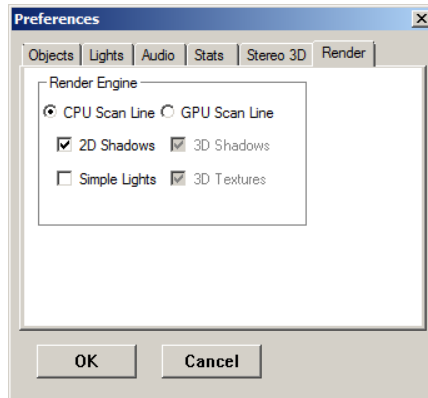 Preferences
Objects Lights Audio Stats Stereo 3D Render
Render Engine
CPU Scan Line GPU Scan Line
2D Shadows 3D Shadows
Simple Lights 3D Textures
OK Cancel